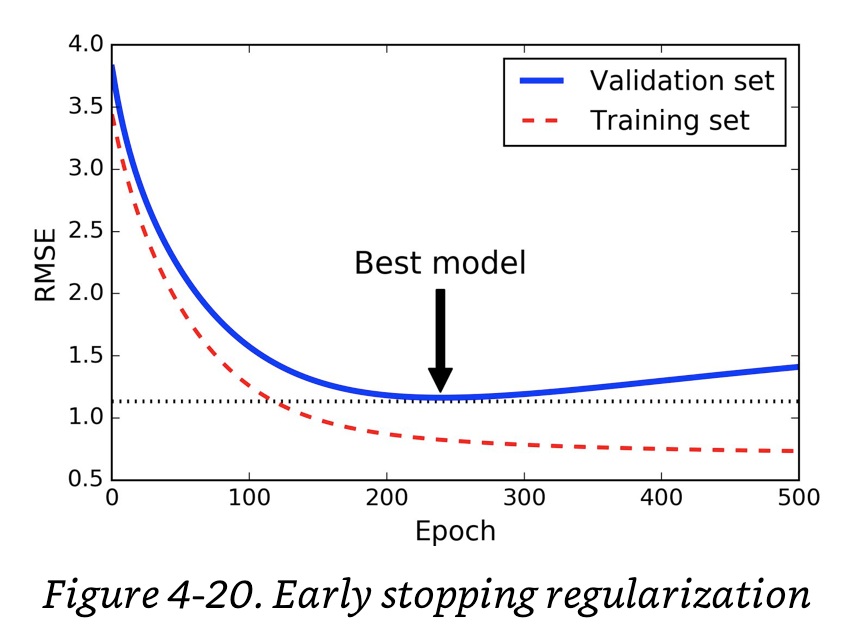 4.0
Validation set
Training set
3.5
3.0
2.5
2.0
1.5
1.0
0.5
RMSE
Best model
0
100
200
300
400
500
Epoch
Figure 4-20. Early stopping regularization